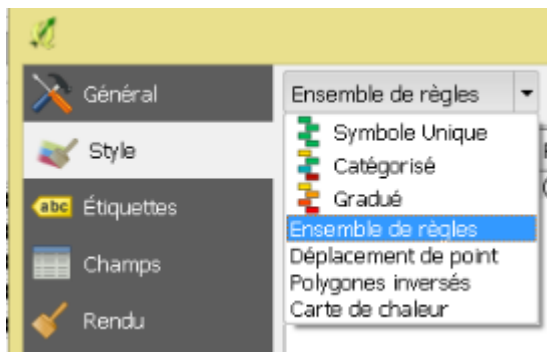 Général
Style
abc Étiquettes
Champs
Rendu
Ensemble de règles
Symbole Unique
Catégorisé
Gradué
Ensemble de règles
Déplacement de point
Polygones inversés
Carte de chaleur